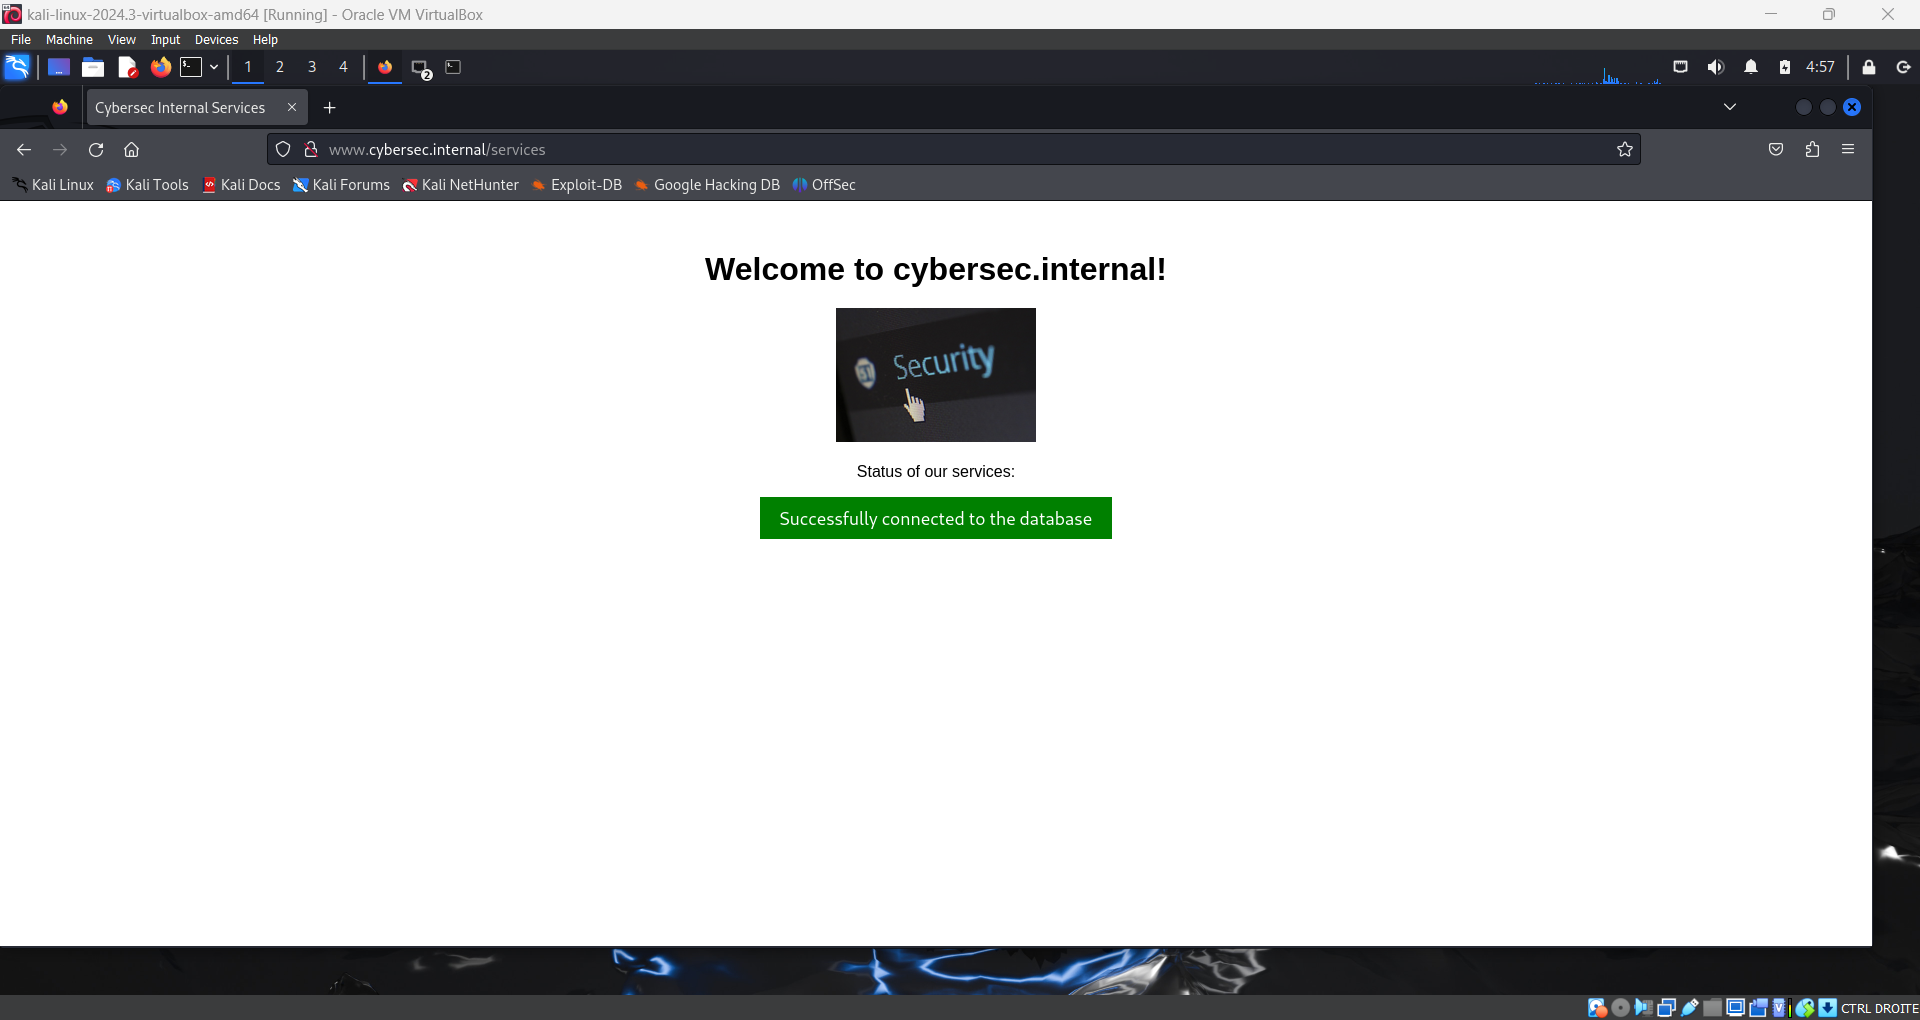 kali-linux-2024.3-virtualbox-amd64 [Running] - Oracle VM VirtualBox
File Machine View Input Devices Help
1 2 3 4 2 4:57
Cybersec Internal Services
www.cybersec.internal/services
Kali Linux Kali Tools Kali Docs Kali Forums Kali NetHunter Exploit-DB Google Hacking DB OffSec
Welcome to cybersec.internal!
Security
Status of our services:
Successfully connected to the database
CTRL DROITE